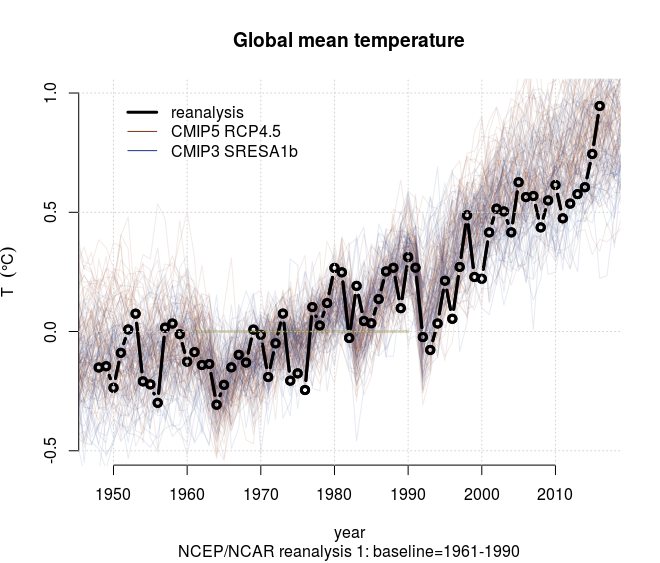 Global mean temperature
reanalysis
CMIP5 RCP4.5
CMIP3 SRESA1b
T (°C)
1.0
0.5
0.0
-0.5
1950 1960 1970 1980 1990 2000 2010
year
NCEP/NCAR reanalysis 1: baseline=1961-1990